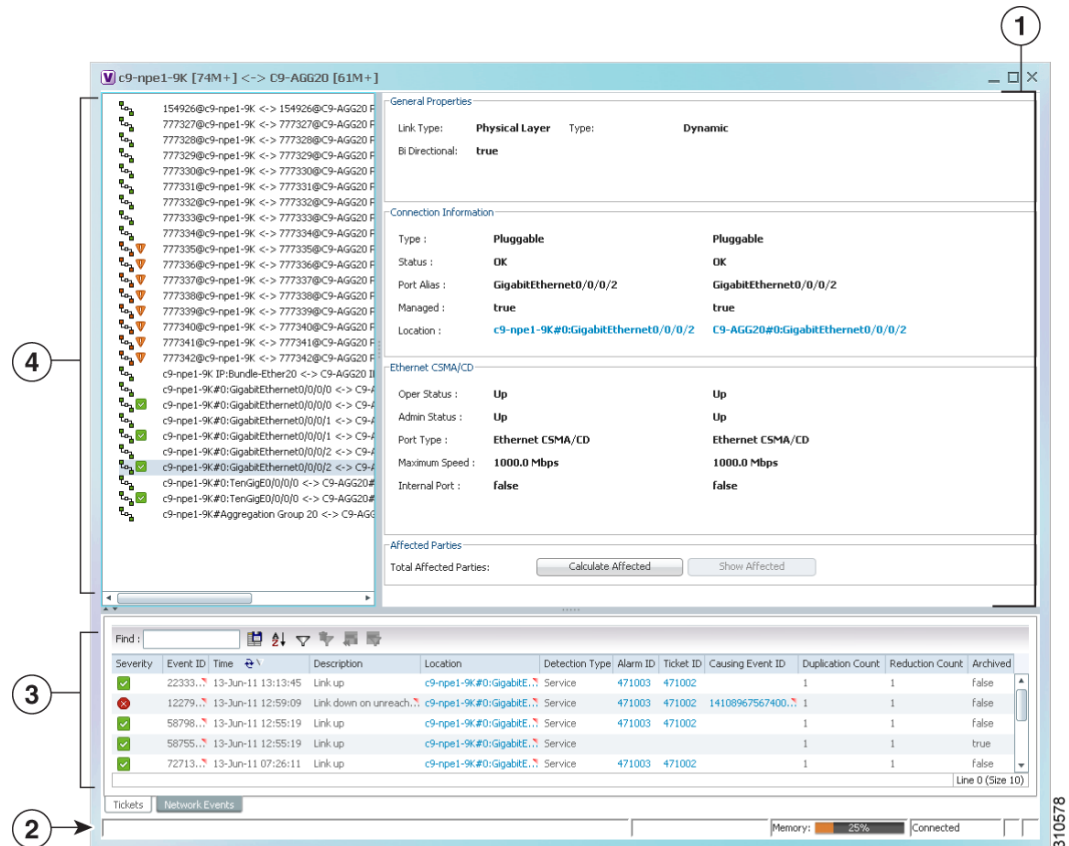 1
c9-npe1-9K [74M+] <-> C9-AGG20 [61M+]
154926@c9-npe1-9K <-> 154926@C9-AGG20 F
777327@c9-npe1-9K <-> 777327@C9-AGG20 F
777328@c9-npe1-9K <-> 777328@C9-AGG20 F
777329@c9-npe1-9K <-> 777329@C9-AGG20 F
777330@c9-npe1-9K <-> 777330@C9-AGG20 F
777331@c9-npe1-9K <-> 777331@C9-AGG20 F
777332@c9-npe1-9K <-> 777332@C9-AGG20 F
777333@c9-npe1-9K <-> 777333@C9-AGG20 F
777334@c9-npe1-9K <-> 777334@C9-AGG20 F
777335@c9-npe1-9K <-> 777335@C9-AGG20 F
777336@c9-npe1-9K <-> 777336@C9-AGG20 F
777337@c9-npe1-9K <-> 777337@C9-AGG20 F
777338@c9-npe1-9K <-> 777338@C9-AGG20 F
777339@c9-npe1-9K <-> 777339@C9-AGG20 F
777340@c9-npe1-9K <-> 777340@C9-AGG20 F
777341@c9-npe1-9K <-> 777341@C9-AGG20 F
777342@c9-npe1-9K <-> 777342@C9-AGG20 F
c9-npe1-9K IP:Bundle-Ether20 <-> C9-AGG20 II
c9-npe1-9K#0:GigabitEthernet0/0/0/0 <-> C9-A
c9-npe1-9K#0:GigabitEthernet0/0/0/0 <-> C9-A
c9-npe1-9K#0:GigabitEthernet0/0/0/1 <-> C9-A
c9-npe1-9K#0:GigabitEthernet0/0/0/1 <-> C9-A
c9-npe1-9K#0:GigabitEthernet0/0/0/2 <-> C9-A
c9-npe1-9K#0:GigabitEthernet0/0/0/2 <-> C9-A
c9-npe1-9K#0:TenGigE0/0/0/0 <-> C9-AGG20#
c9-npe1-9K#0:TenGigE0/0/0/0 <-> C9-AGG20#
c9-npe1-9K#Aggregation Group 20 <-> C9-AGG
4
General Properties
Link Type: Physical Layer Type: Dynamic
Bi Directional: true
Connection Information
Type : Pluggable Pluggable
Status : OK OK
Port Alias : GigabitEthernet0/0/0/2 GigabitEthernet0/0/0/2
Managed : true true
Location : c9-npe1-9K#0:GigabitEthernet0/0/0/2 C9-AGG20#0:GigabitEthernet0/0/0/2
Ethernet CSMA/CD
Oper Status : Up Up
Admin Status : Up Up
Port Type : Ethernet CSMA/CD Ethernet CSMA/CD
Maximum Speed : 1000.0 Mbps 1000.0 Mbps
Internal Port : false false
Affected Parties
Total Affected Parties: Calculate Affected Show Affected
3
Find :
Severity Event ID Time Description Location Detection Type Alarm ID Ticket ID Causing Event ID Duplication Count Reduction Count Archived
22333... 13-Jun-11 13:13:45 Link up c9-npe1-9K#0:GigabitE... Service 471003 471002 1 1 false
12279... 13-Jun-11 12:59:09 Link down on unreach... c9-npe1-9K#0:GigabitE... Service 471003 471002 14108967567400... 1 1 false
58798... 13-Jun-11 12:55:19 Link up c9-npe1-9K#0:GigabitE... Service 471003 471002 1 1 false
58755... 13-Jun-11 12:55:19 Link up c9-npe1-9K#0:GigabitE... Service 1 1 true
72713... 13-Jun-11 07:26:11 Link up c9-npe1-9K#0:GigabitE... Service 471003 471002 1 1 false
Line 0 (Size 10)
Tickets Network Events
2
Memory: 25% Connected
310578